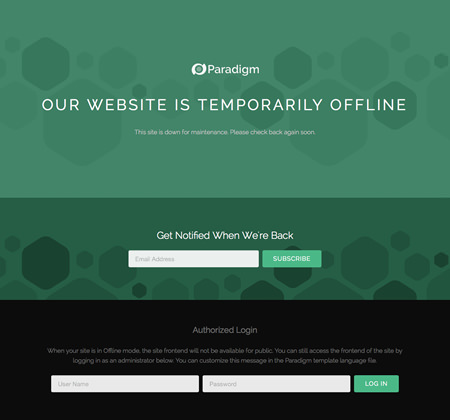 Paradigm
OUR WEBSITE IS TEMPORARILY OFFLINE
This site is down for maintenance. Please check back again soon.
Get Notified When We're Back
Email Address
SUBSCRIBE
Authorized Login
When your site is in Offline mode, the site frontend will not be available for public. You can still access the frontend of the site by
logging in as an administrator below. You can customize this message in the Paradigm template language file.
User Name
Password
LOG IN